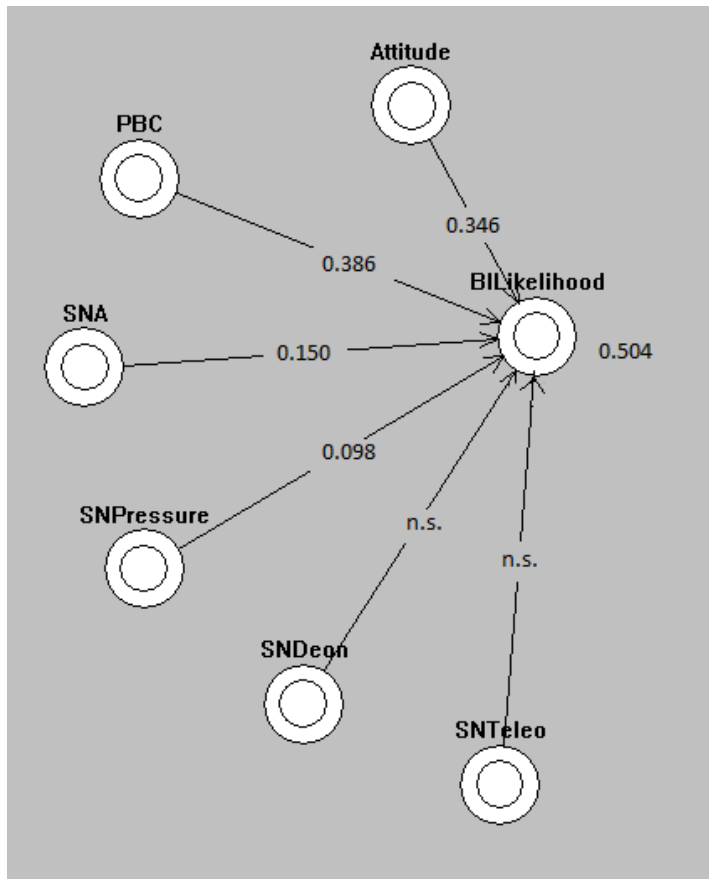 Attitude
PBC
0.346
0.386
BILikelihood
SNA
0.150
0.504
0.098
SNPressure
n.s.
n.s.
SNDeon
SNTeleo